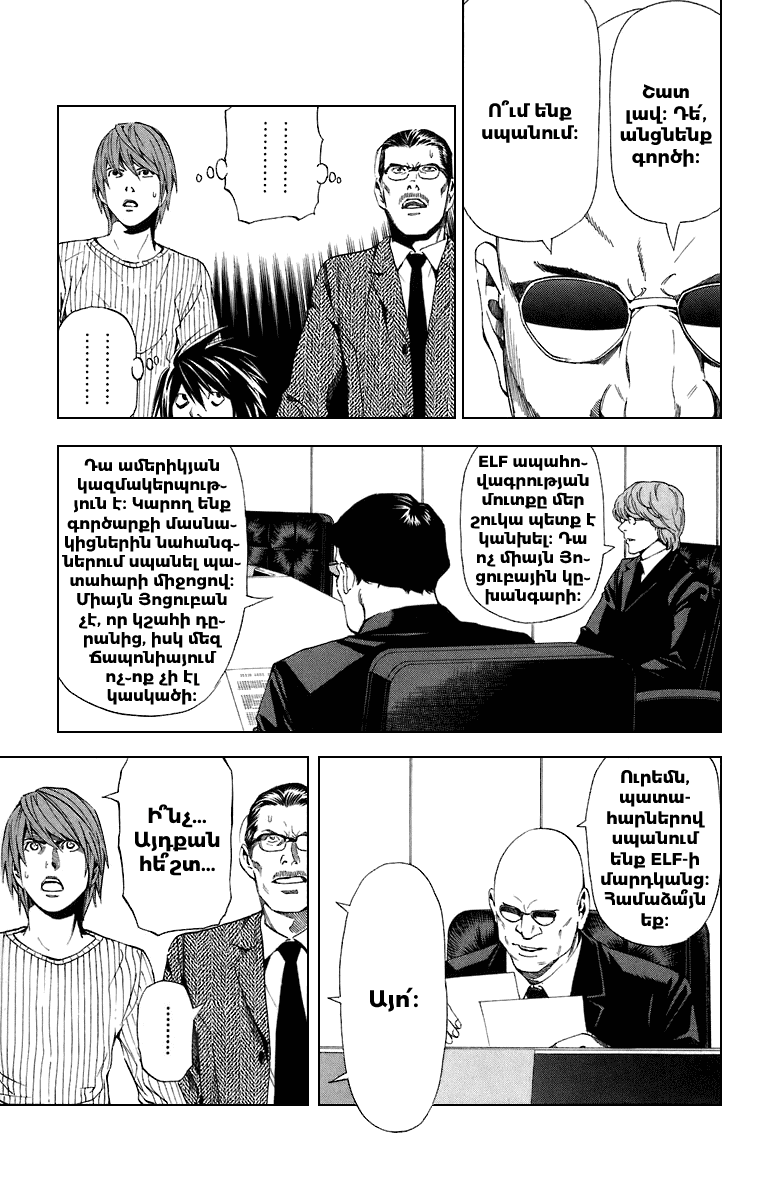 Շատ
լավ։ Դե՛,
անցնենք
գործի։
Ո՞ւմ ենք
սպանում։
ELF ապահո-
վագրության
մուտքը մեր
շուկա պետք է
կանխել։ Դա
ոչ միայն Յո-
ցուբային կը-
խանգարի։
Դա ամերիկյան
կազմակերպութ-
յուն է։ Կարող ենք
գործարքի մասնա-
կիցներին նահանգ-
ներում սպանել պա-
տահարի միջոցով։
Միայն Յոցուբան
չէ, որ կշահի դը-
րանից, իսկ մեզ
Ճապոնիայում
ոչ-ոք չի էլ
կասկածի։
Ուրեմն,
պատա-
հարներով
սպանում
ենք ELF-ի
մարդկանց։
Համաձա՞յն
եք։
Այո՛։
Ի՞նչ...
Այդքան
հե՞շտ...